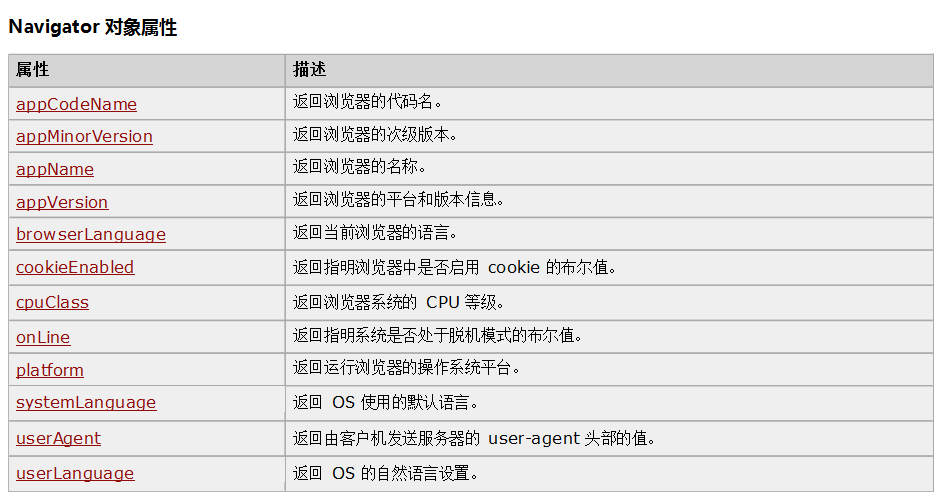 Navigator 对象属性
属性 描述
appCodeName 返回浏览器的代码名。
appMinorVersion 返回浏览器的次级版本。
appName 返回浏览器的名称。
appVersion 返回浏览器的平台和版本信息。
browserLanguage 返回当前浏览器的语言。
cookieEnabled 返回指明浏览器中是否启用 cookie 的布尔值。
cpuClass 返回浏览器系统的 CPU 等级。
onLine 返回指明系统是否处于脱机模式的布尔值。
platform 返回运行浏览器的操作系统平台。
systemLanguage 返回 OS 使用的默认语言。
userAgent 返回由客户机发送服务器的 user-agent 头部的值。
userLanguage 返回 OS 的自然语言设置。